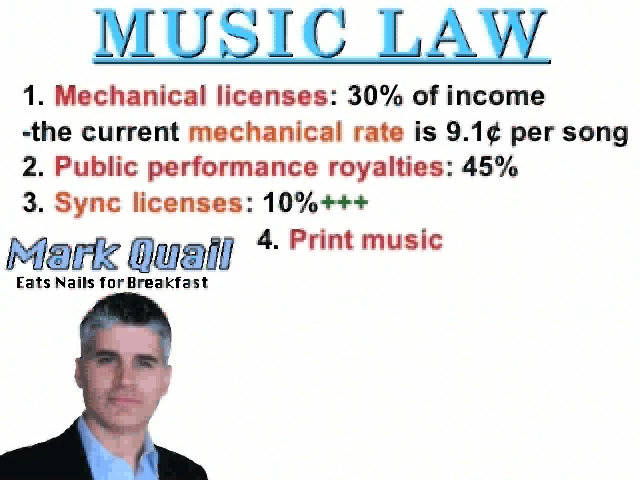 MUSIC LAW
1. Mechanical licenses: 30% of income
-the current mechanical rate is 9.1¢ per song
2. Public performance royalties: 45%
3. Sync licenses: 10%+++
4. Print music
Mark Quail
Eats Nails for Breakfast